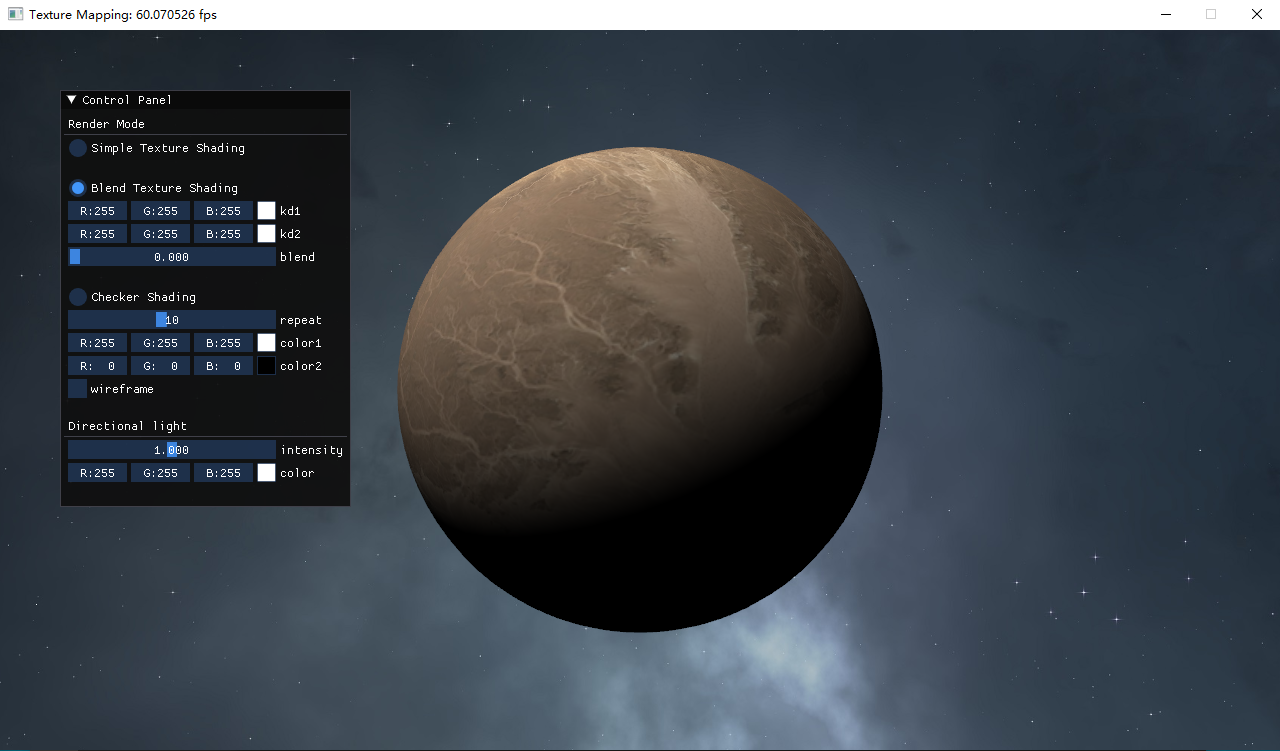 Texture Mapping: 60.070526 fps
Control Panel
Render Mode
Simple Texture Shading
Blend Texture Shading
R:255 G:255 B:255 kd1
R:255 G:255 B:255 kd2
0.000 blend
Checker Shading
10 repeat
R:255 G:255 B:255 color1
R: 0 G: 0 B: 0 color2
wireframe
Directional light
1.000 intensity
R:255 G:255 B:255 color